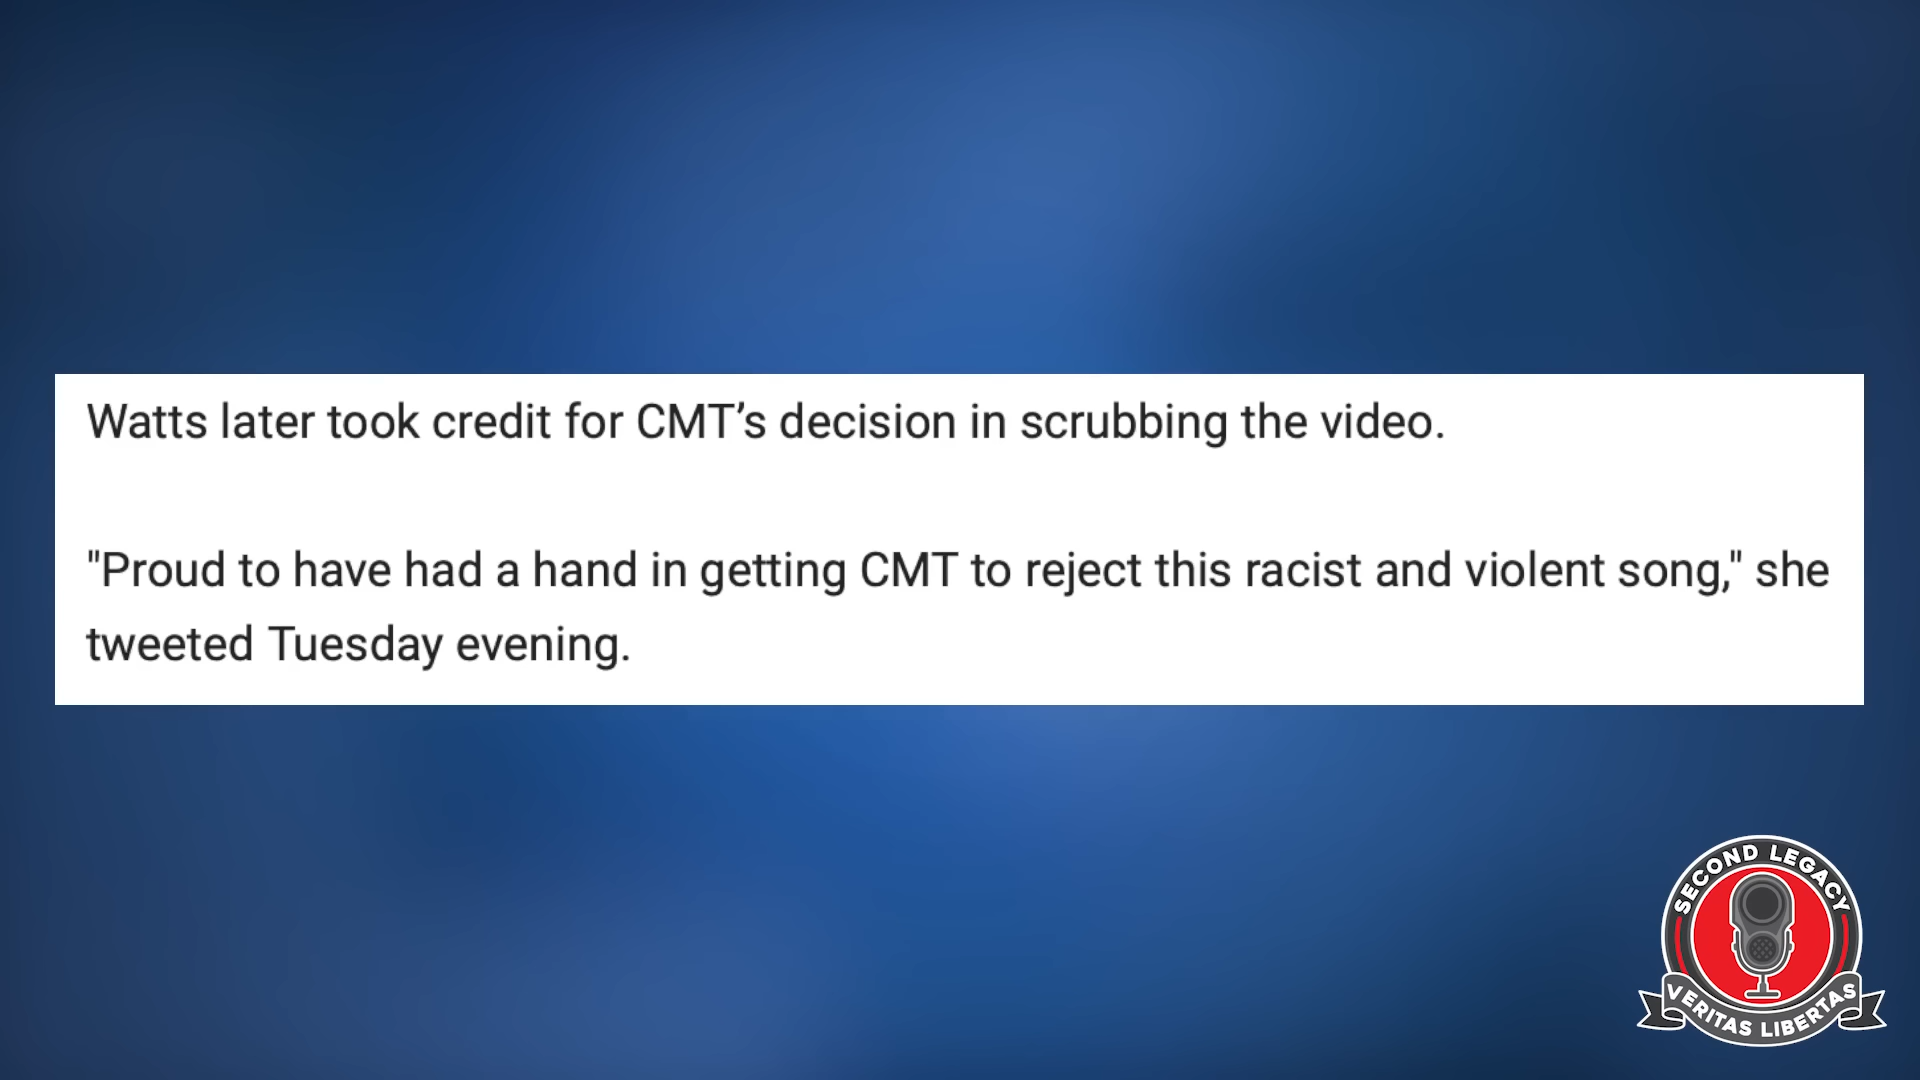 Watts later took credit for CMT’s decision in scrubbing the video.
"Proud to have had a hand in getting CMT to reject this racist and violent song," she
tweeted Tuesday evening.
SECOND LEGACY
VERITAS LIBERTAS